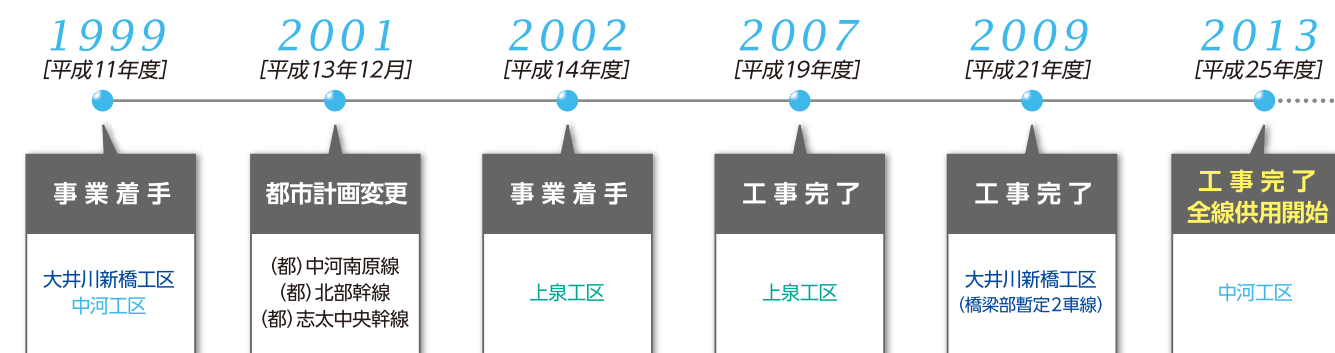 1999
[平成11年度]
事業着手
大井川新橋工区
中河工区
2001
[平成13年12月]
都市計画変更
(都)中河南原線
(都)北部幹線
(都)志太中央幹線
2002
[平成14年度]
事業着手
上泉工区
2007
[平成19年度]
工事完了
上泉工区
2009
[平成21年度]
工事完了
大井川新橋工区
(橋梁部暫定2車線)
2013
[平成25年度]
工事完了
全線供用開始
中河工区